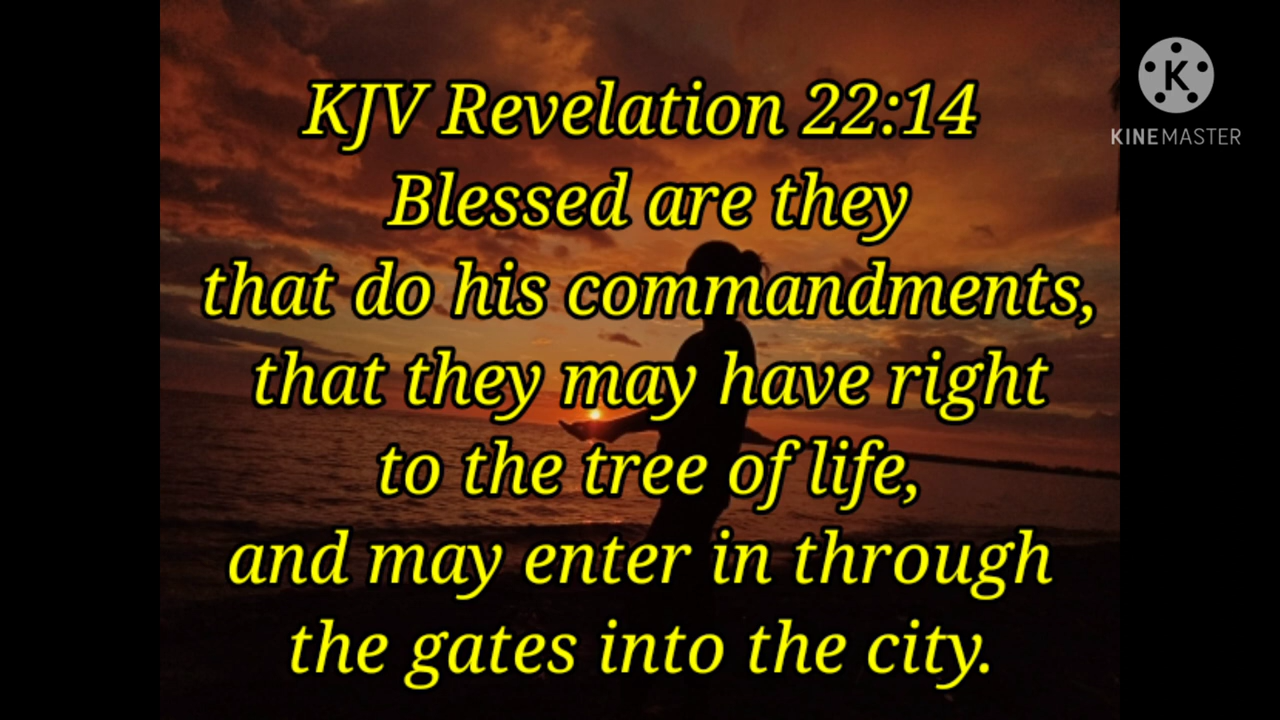 KJV Revelation 22:14
Blessed are they
that do his commandments,
that they may have right
to the tree of life,
and may enter in through
the gates into the city.
K
KINEMASTER